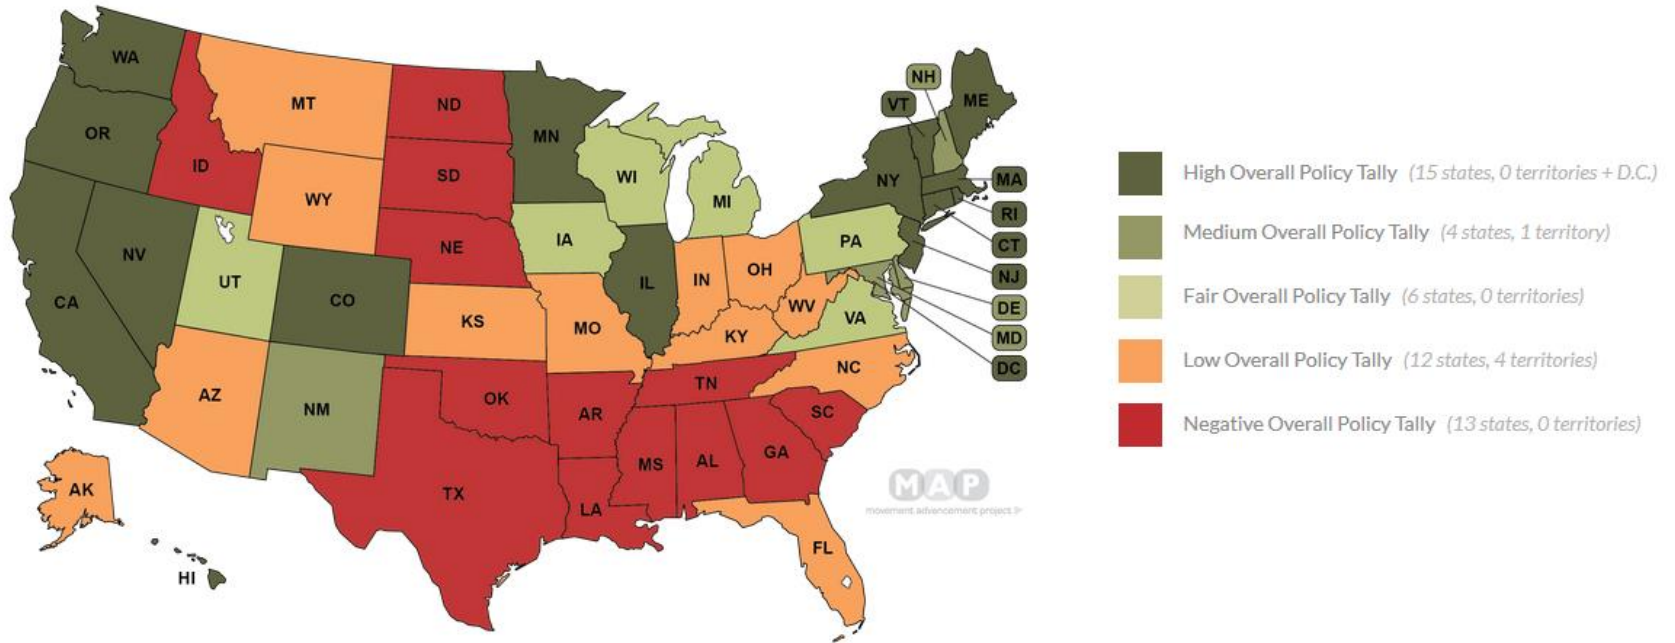 WA
MT
ND
MN
NH
VT
ME
OR
ID
SD
WI
NY
MA
WY
MI
RI
NE
IA
PA
CT
NV
UT
CO
IL
IN
OH
NJ
CA
WV
DE
KS
MO
KY
VA
MD
AZ
NM
OK
AR
TN
NC
DC
SC
TX
MS
AL
GA
LA
AK
FL
HI
MAP
movement advancement project
High Overall Policy Tally (15 states, 0 territories + D.C.)
Medium Overall Policy Tally (4 states, 1 territory)
Fair Overall Policy Tally (6 states, 0 territories)
Low Overall Policy Tally (12 states, 4 territories)
Negative Overall Policy Tally (13 states, 0 territories)